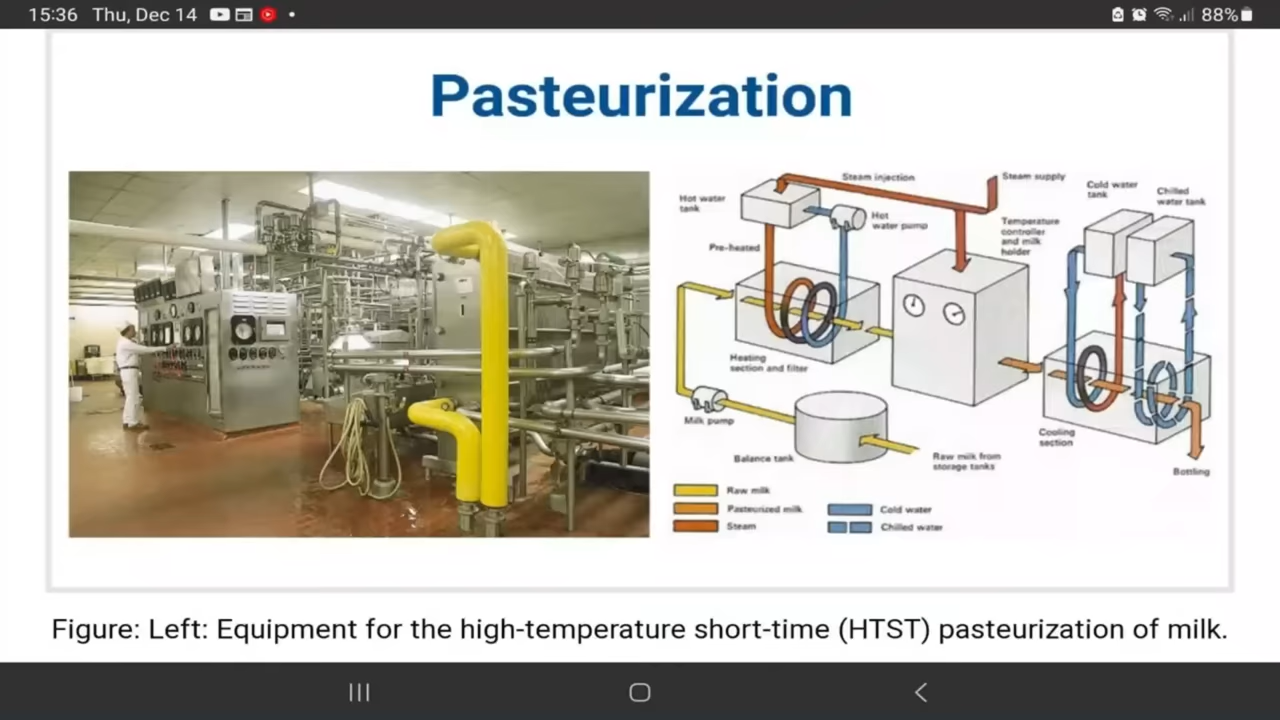 15:36 Thu, Dec 14
88%
Pasteurization
Steam injection
Steam supply
Hot water
tank
Hot
water pump
Pre-heated
Temperature
controller
and milk
holder
Cold water
tank
Chilled
water tank
Heating
section and filter
Milk pump
Balance tank
Raw milk from
storage tanks
Cooling
section
Bottling
Raw milk
Pasteurized milk
Steam
Cold water
Chilled water
Figure: Left: Equipment for the high-temperature short-time (HTST) pasteurization of milk.